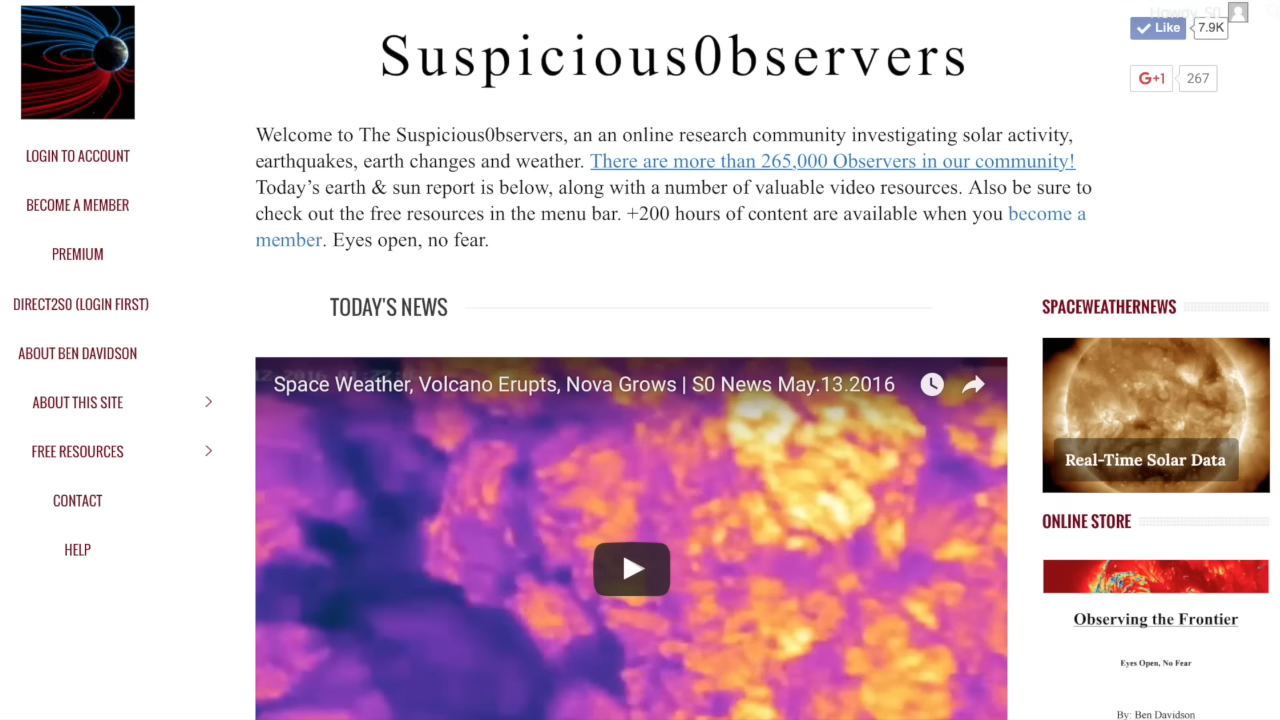 Howdy, S0
Suspicious0bservers
Like
7.9K
G+1
267
Welcome to The Suspicious0bservers, an an online research community investigating solar activity,
earthquakes, earth changes and weather. There are more than 265,000 Observers in our community!
Today's earth & sun report is below, along with a number of valuable video resources. Also be sure to
check out the free resources in the menu bar. +200 hours of content are available when you become a
member. Eyes open, no fear.
LOGIN TO ACCOUNT
BECOME A MEMBER
PREMIUM
DIRECT2S0 (LOGIN FIRST)
ABOUT BEN DAVIDSON
ABOUT THIS SITE
FREE RESOURCES
CONTACT
HELP
TODAY'S NEWS
Space Weather, Volcano Erupts, Nova Grows | S0 News May.13.2016
SPACEWEATHERNEWS
Real-Time Solar Data
ONLINE STORE
Observing the Frontier
Eyes Open, No Fear
By: Ben Davidson